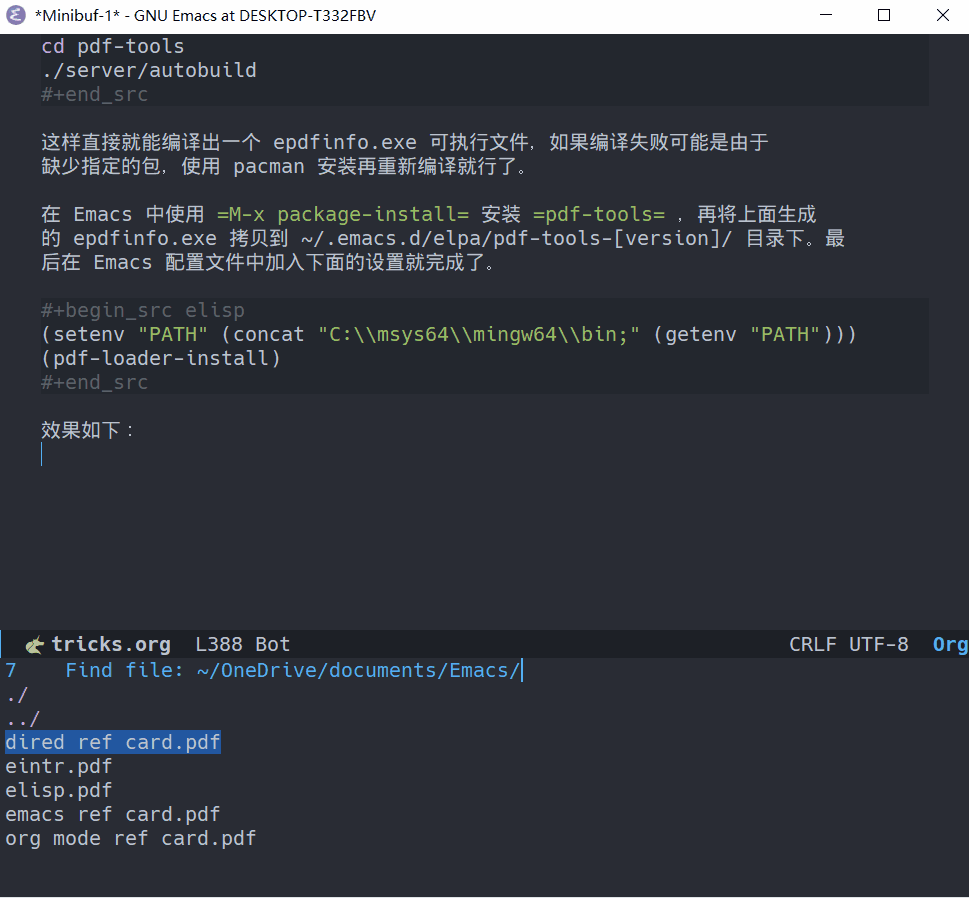 *Minibuf-1* - GNU Emacs at DESKTOP-T332FBV
cd pdf-tools
./server/autobuild
#+end_src
这样直接就能编译出一个 epdfinfo.exe 可执行文件，如果编译失败可能是由于
缺少指定的包，使用 pacman 安装再重新编译就行了。
在 Emacs 中使用 =M-x package-install= 安装 =pdf-tools= ，再将上面生成
的 epdfinfo.exe 拷贝到 ~/.emacs.d/elpa/pdf-tools-[version]/ 目录下。最
后在 Emacs 配置文件中加入下面的设置就完成了。
#+begin_src elisp
(setenv "PATH" (concat "C:\\msys64\\mingw64\\bin;" (getenv "PATH")))
(pdf-loader-install)
#+end_src
效果如下：
tricks.org L388 Bot CRLF UTF-8 Org
7 Find file: ~/OneDrive/documents/Emacs/
./
../
dired ref card.pdf
eintr.pdf
elisp.pdf
emacs ref card.pdf
org mode ref card.pdf